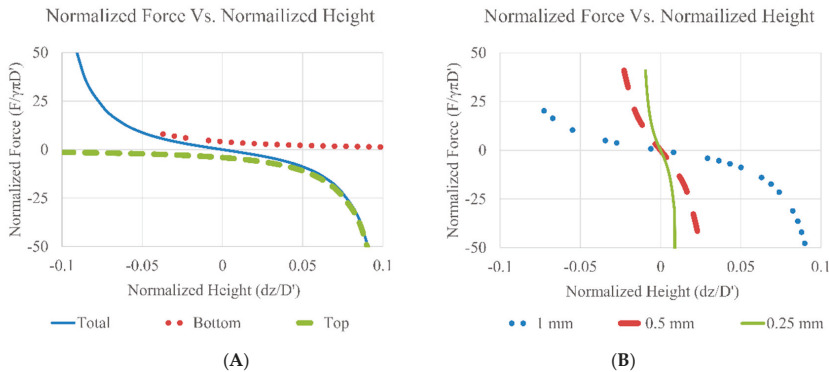 Normalized Force Vs. Normailized Height
50
25
0
-25
-50
-0.1 -0.05 0 0.05 0.1
Normalized Force (F/γπD')
Normalized Height (dz/D')
Total Bottom Top
(A)
Normalized Force Vs. Normailized Height
50
25
0
-25
-50
-0.1 -0.05 0 0.05 0.1
Normalized Force (F/γπD')
Normalized Height (dz/D')
1 mm 0.5 mm 0.25 mm
(B)